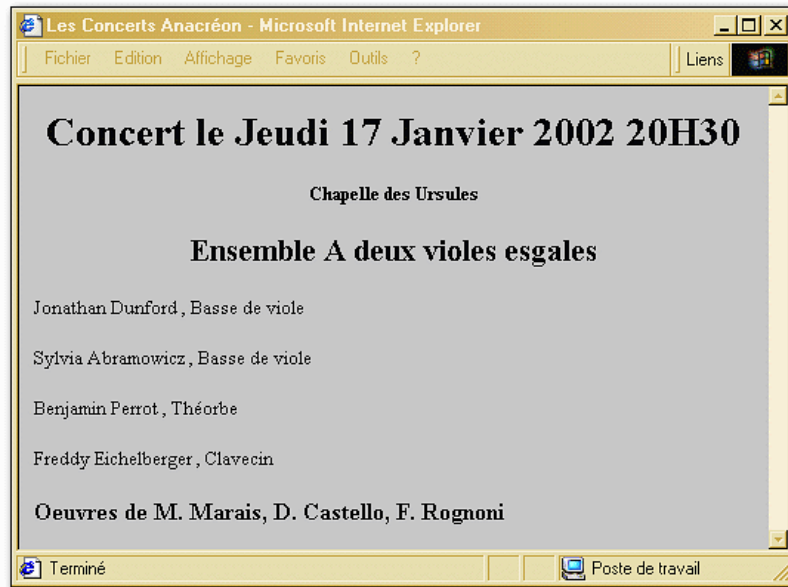 Les Concerts Anacréon - Microsoft Internet Explorer
Fichier Edition Affichage Favoris Outils ? Liens
Concert le Jeudi 17 Janvier 2002 20H30
Chapelle des Ursules
Ensemble A deux violes esgales
Jonathan Dunford , Basse de viole
Sylvia Abramowicz , Basse de viole
Benjamin Perrot , Théorbe
Freddy Eichelberger , Clavecin
Oeuvres de M. Marais, D. Castello, F. Rognoni
Terminé Poste de travail